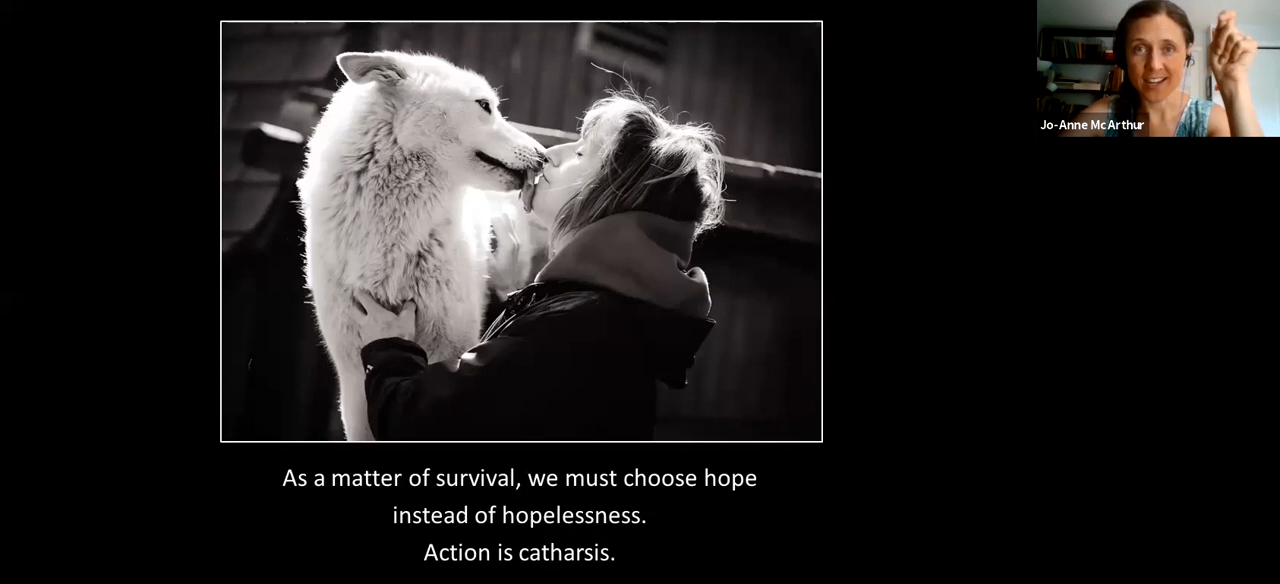 Jo-Anne McArthur
As a matter of survival, we must choose hope
instead of hopelessness.
Action is catharsis.